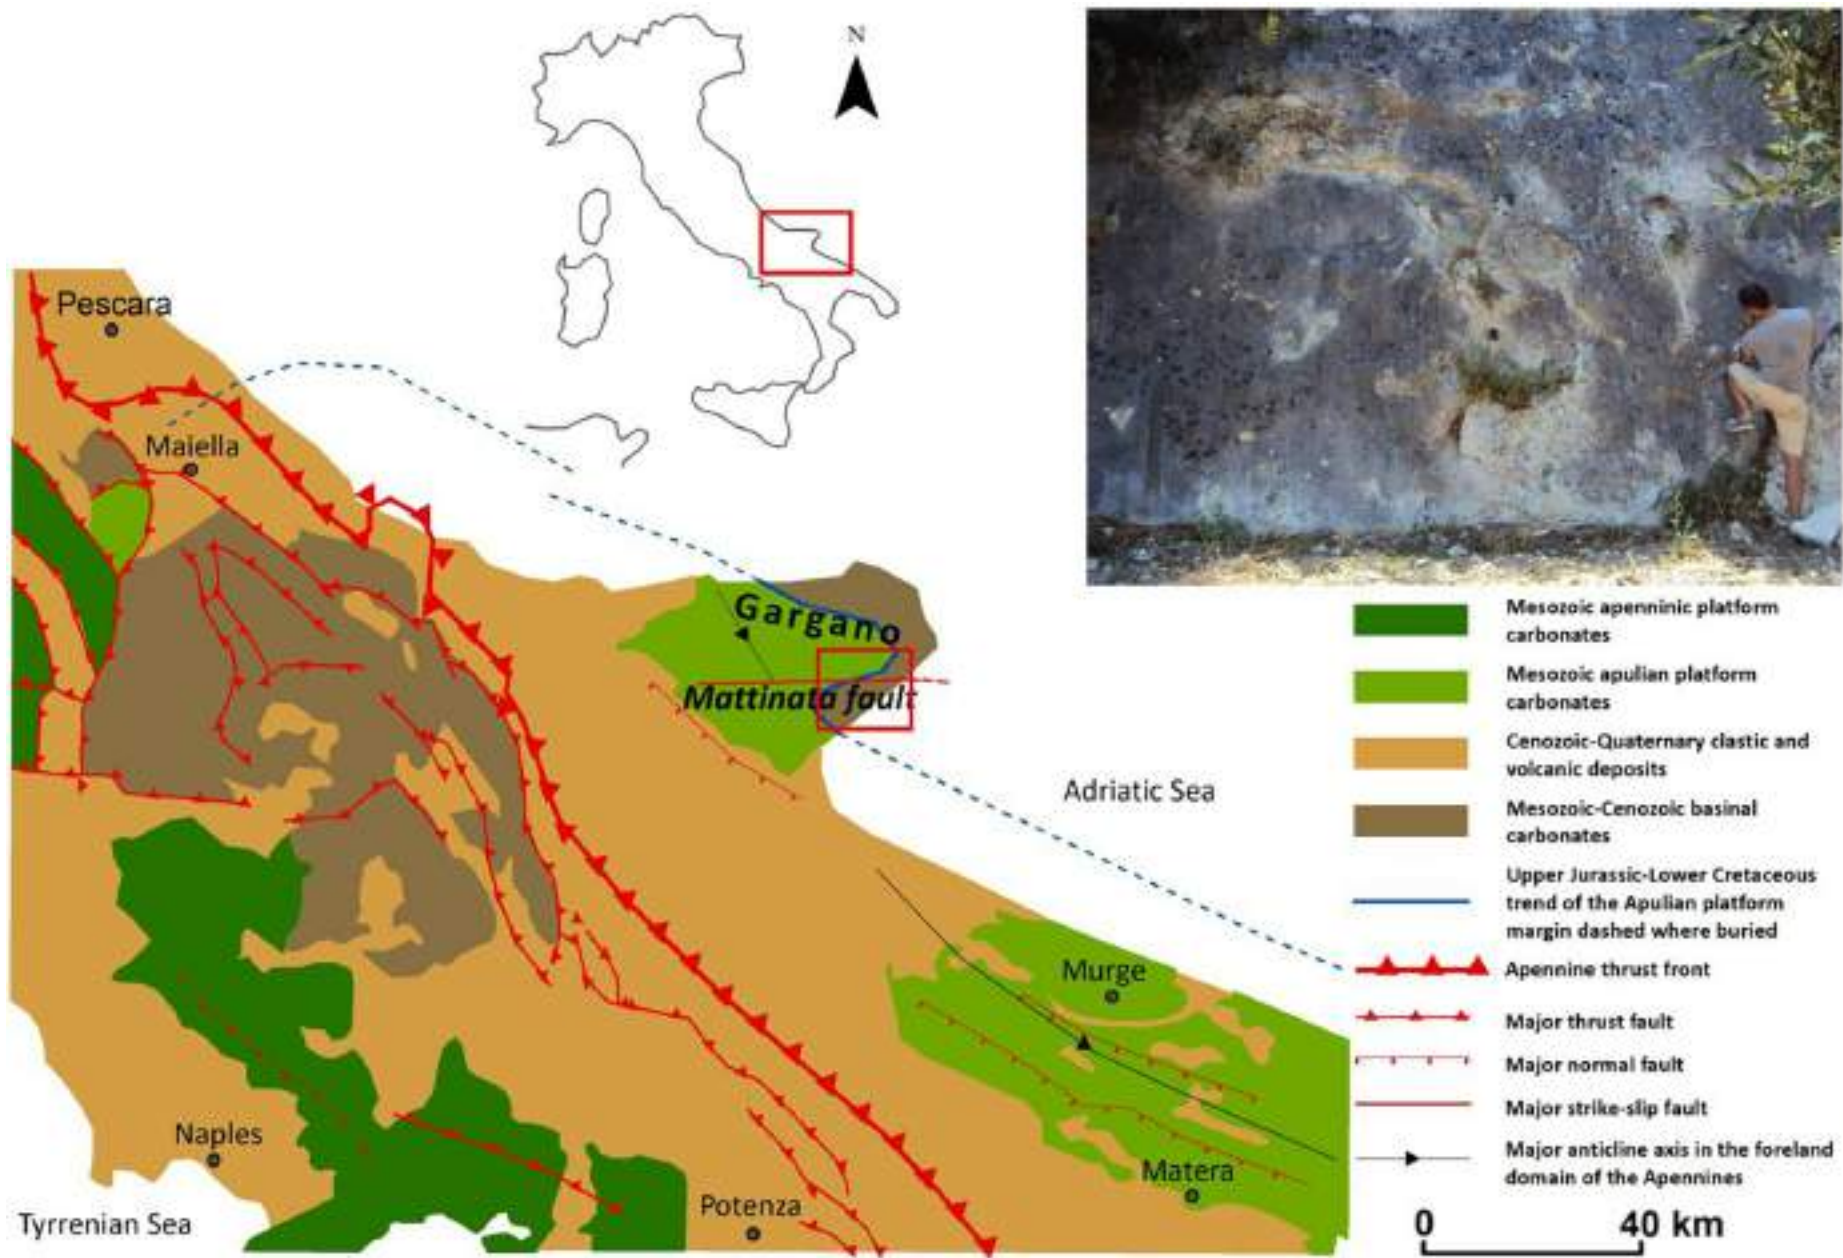 N
Pescara
Maiella
Gargano
Mattinata fault
Adriatic Sea
Murge
Naples
Matera
Potenza
Tyrrenian Sea
Mesozoic apenninic platform
carbonates
Mesozoic apulian platform
carbonates
Cenozoic-Quaternary clastic and
volcanic deposits
Mesozoic-Cenozoic basinal
carbonates
Upper Jurassic-Lower Cretaceous
trend of the Apulian platform
margin dashed where buried
Apennine thrust front
Major thrust fault
Major normal fault
Major strike-slip fault
Major anticline axis in the foreland
domain of the Apennines
0 40 km